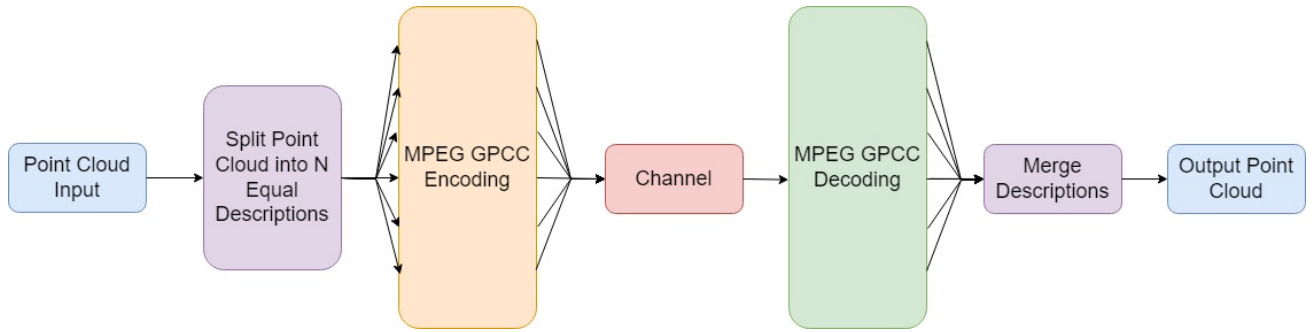 Point Cloud
Input
Split Point
Cloud into N
Equal
Descriptions
MPEG GPCC
Encoding
Channel
MPEG GPCC
Decoding
Merge
Descriptions
Output Point
Cloud